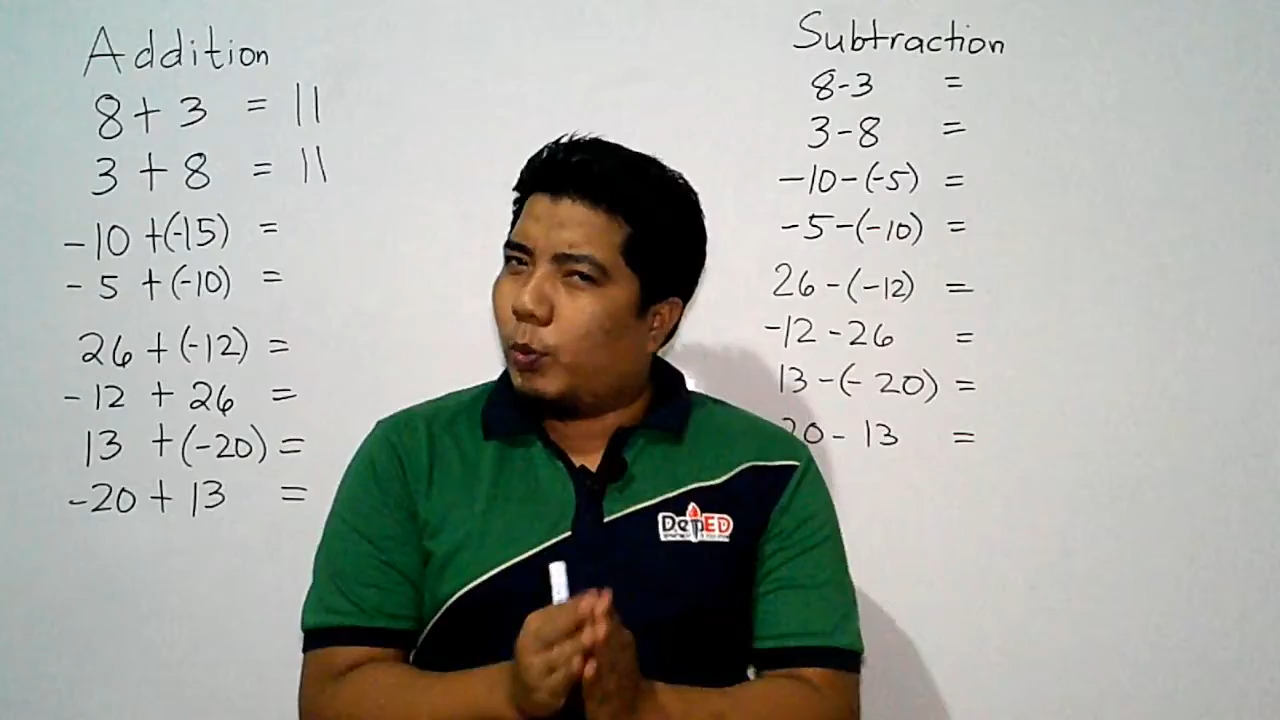 Addition
8 + 3 = 11
3 + 8 = 11
-10 +(-15) =
- 5 + (-10) =
26 + (-12) =
- 12 + 26 =
13 + (-20) =
-20 + 13 =
Subtraction
8-3 =
3-8 =
-10-(-5) =
-5-(-10) =
26-(-12) =
-12-26 =
13-(-20) =
20- 13 =
DepED